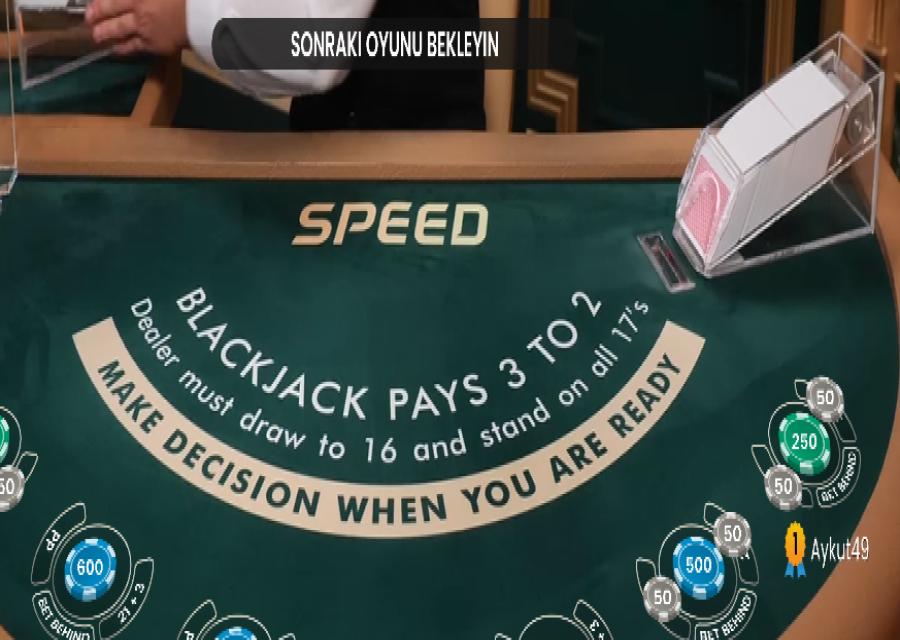 SONRAKI OYUNU BEKLEYIN
SPEED
BLACKJACK PAYS 3 TO 2
Dealer must draw to 16 and stand on all 17's
MAKE DECISION WHEN YOU ARE READY
50
250
50
BET BEHIND
50
50
500
50
BET BEHIND
1 Aykut49
PP
600
21 + 3
BET BEHIND